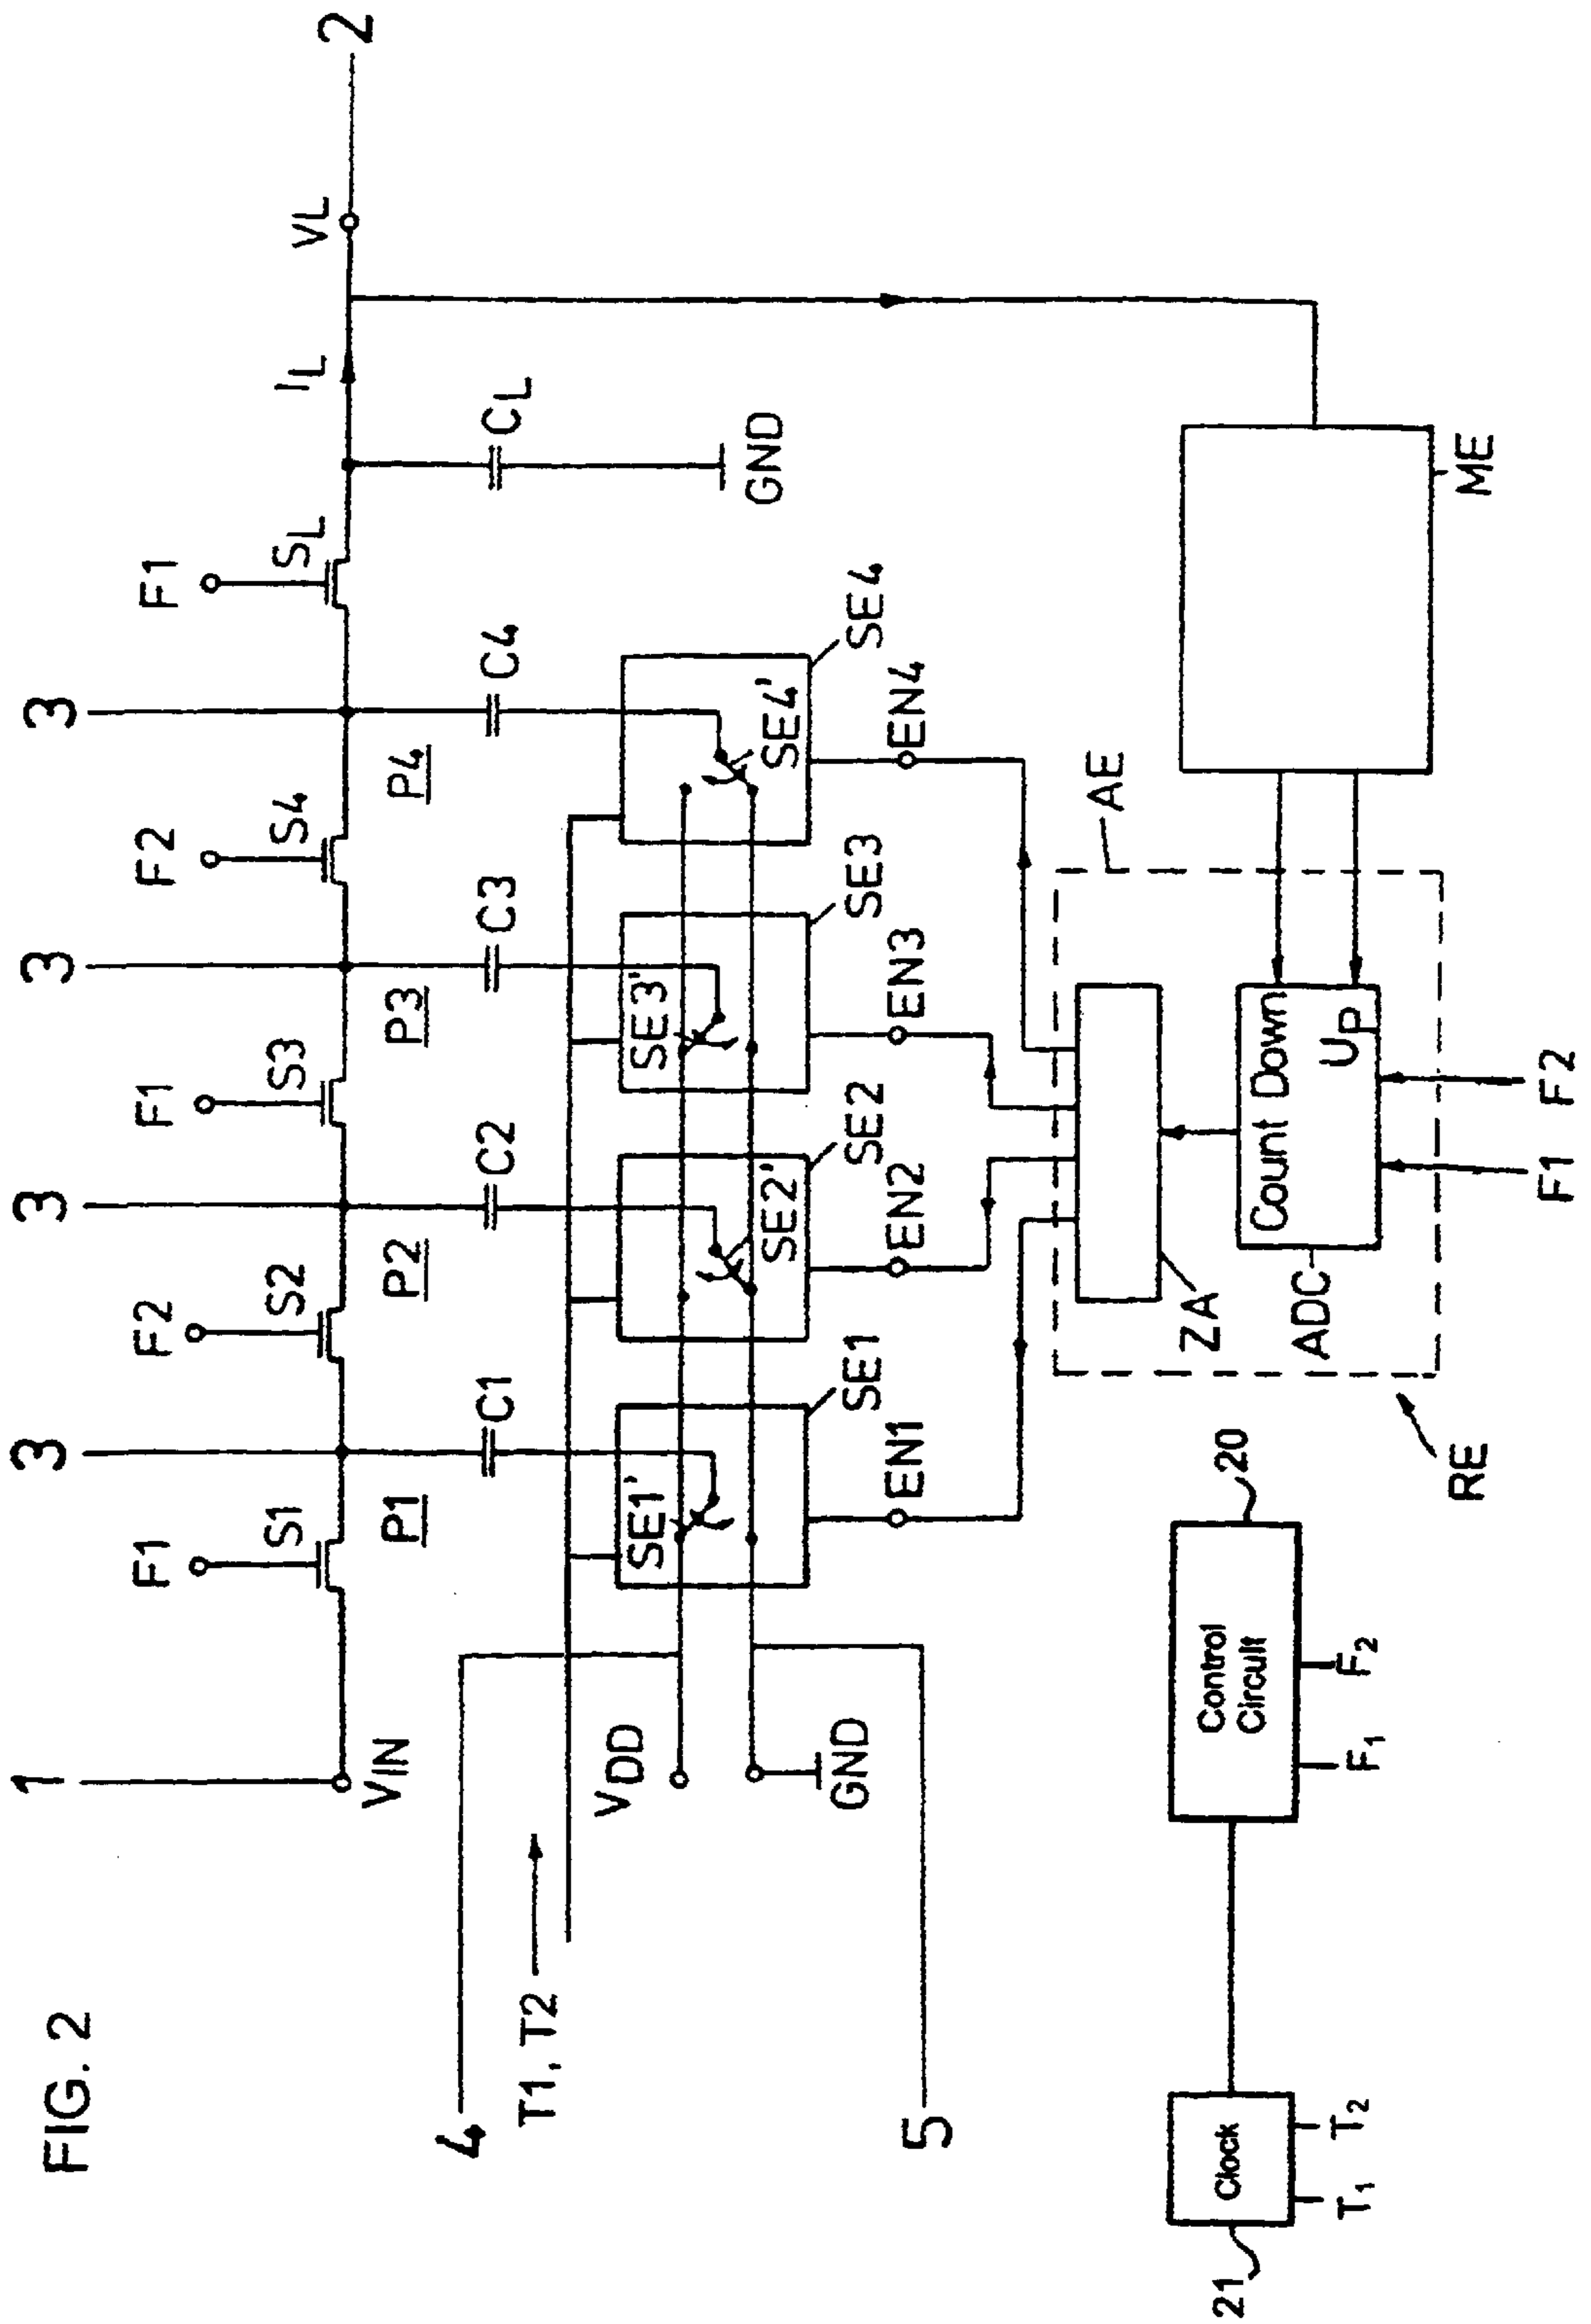 FIG. 2
1
3
3
3
3
2
F1
F2
F1
F2
F1
S1
S2
S3
S4
SL
IL
VL
VIN
P1
P2
P3
P4
C1
C2
C3
C4
CL
GND
4
T1, T2
VDD
GND
5
SE1'
SE2'
SE3'
SE4'
SE1
SE2
SE3
SE4
EN1
EN2
EN3
EN4
AE
ZA
ADC
Count Down
Up
F1
F2
ME
RE
21
Clock
T1
T2
20
Control
Circuit
F1
F2